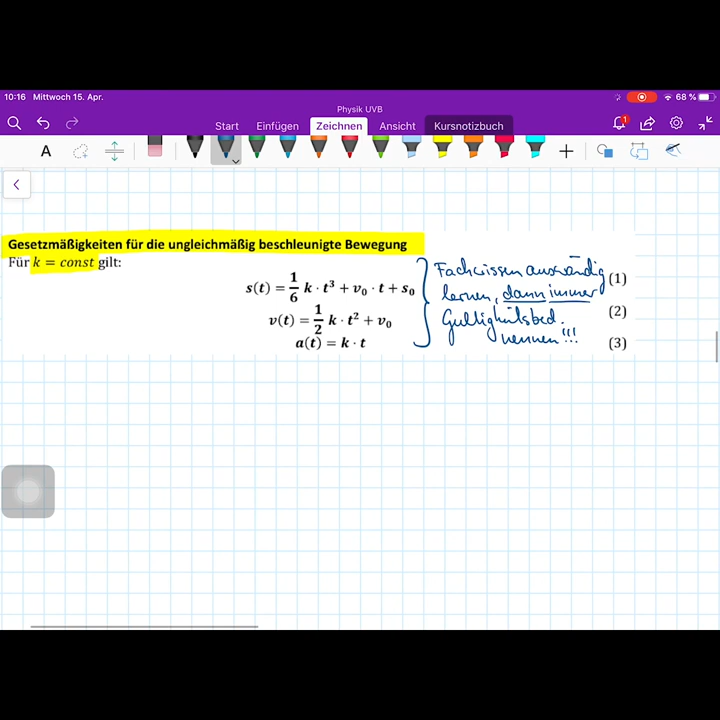 10:16 Mittwoch 15. Apr.
68 %
Physik UVB
Start Einfügen Zeichnen Ansicht Kursnotizbuch
1
A
Gesetzmäßigkeiten für die ungleichmäßig beschleunigte Bewegung
Für k = const gilt:
s(t) = 1/6 k · t³ + v₀ · t + s₀ (1)
v(t) = 1/2 k · t² + v₀ (2)
a(t) = k · t (3)
Fachwissen auswändig
lernen, dann immer
Gültigkeitsbed.
nennen !!!